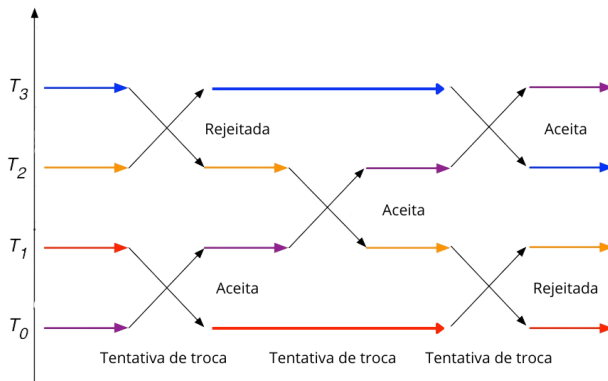 T3
Rejeitada
Aceita
T2
Aceita
T1
Aceita
Rejeitada
T0
Tentativa de troca Tentativa de troca Tentativa de troca